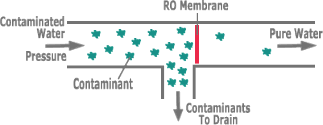 RO Membrane
Contaminated
Water
Pressure
Pure Water
Contaminant
Contaminants
To Drain